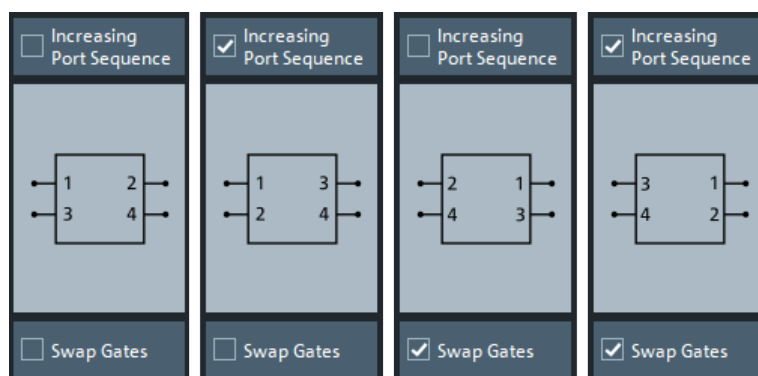 Increasing
Port Sequence
1 2
3 4
Swap Gates
Increasing
Port Sequence
1 3
2 4
Swap Gates
Increasing
Port Sequence
2 1
4 3
Swap Gates
Increasing
Port Sequence
3 1
4 2
Swap Gates